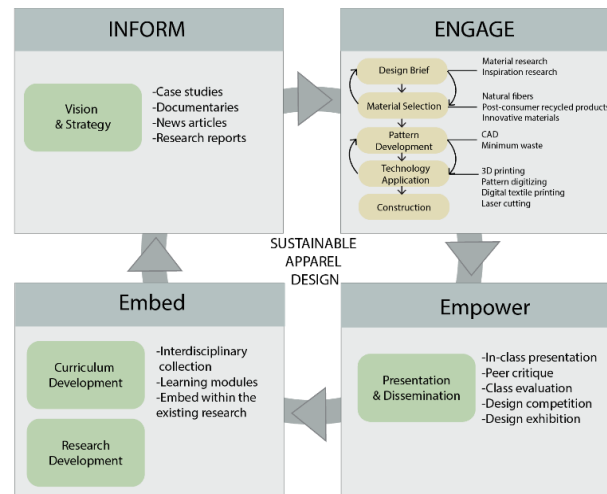 INFORM
Vision
& Strategy
-Case studies
-Documentaries
-News articles
-Research reports
ENGAGE
Design Brief
Material Selection
Pattern
Development
Technology
Application
Construction
Material research
Inspiration research
Natural fibers
Post-consumer recycled products
Innovative materials
CAD
Minimum waste
3D printing
Pattern digitizing
Digital textile printing
Laser cutting
SUSTAINABLE
APPAREL
DESIGN
Embed
Curriculum
Development
Research
Development
-Interdisciplinary
collection
-Learning modules
-Embed within the
existing research
Empower
Presentation
& Dissemination
-In-class presentation
-Peer critique
-Class evaluation
-Design competition
-Design exhibition